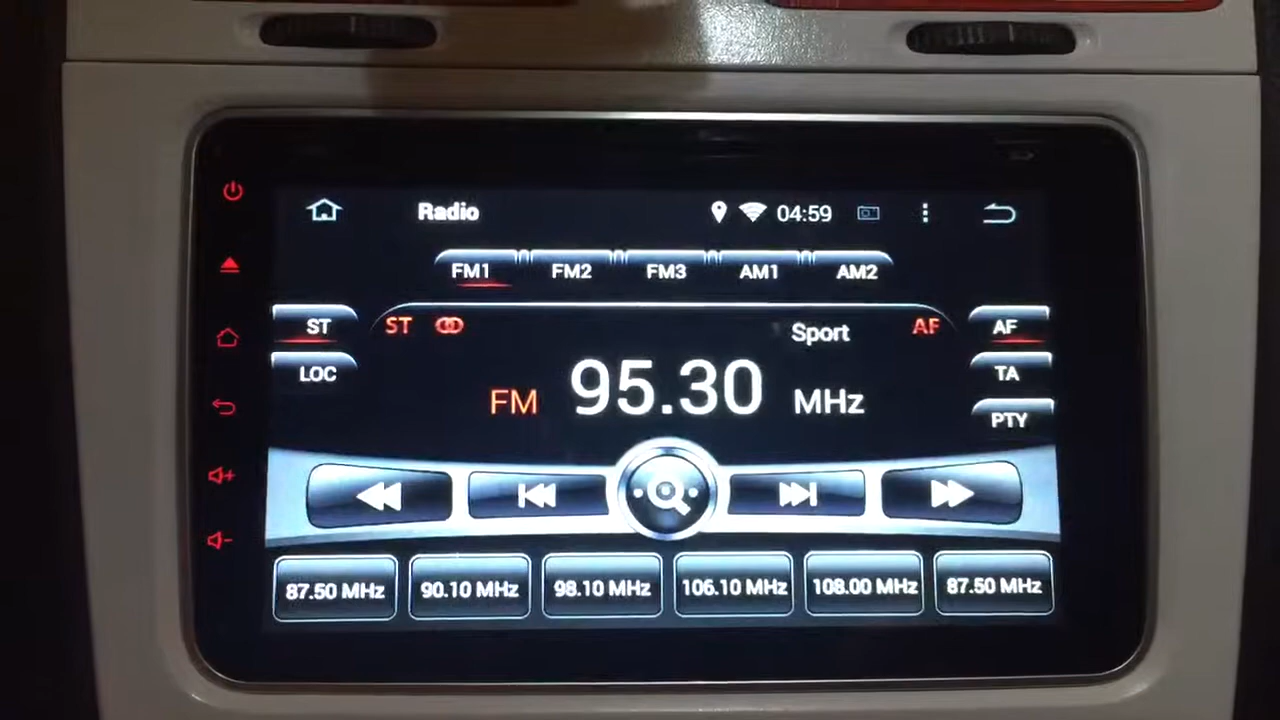 Radio 04:59
FM1 FM2 FM3 AM1 AM2
ST ST Sport AF AF
LOC TA
FM 95.30 MHz
PTY
87.50 MHz 90.10 MHz 98.10 MHz 106.10 MHz 108.00 MHz 87.50 MHz